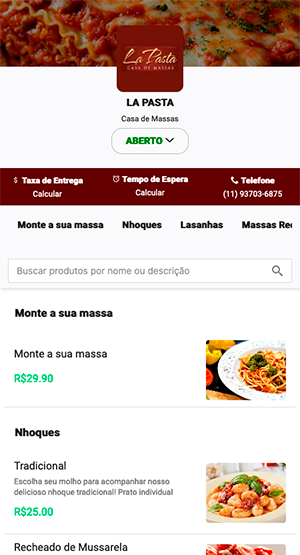 La Pasta
CASA DE MASSAS
LA PASTA
Casa de Massas
ABERTO
$ Taxa de Entrega
Calcular
Tempo de Espera
Calcular
Telefone
(11) 93703-6875
Monte a sua massa Nhoques Lasanhas Massas Rec
Buscar produtos por nome ou descrição
Monte a sua massa
Monte a sua massa
R$29.90
Nhoques
Tradicional
Escolha seu molho para acompanhar nosso
delicioso nhoque tradicional! Prato individual
R$25.00
Recheado de Mussarela